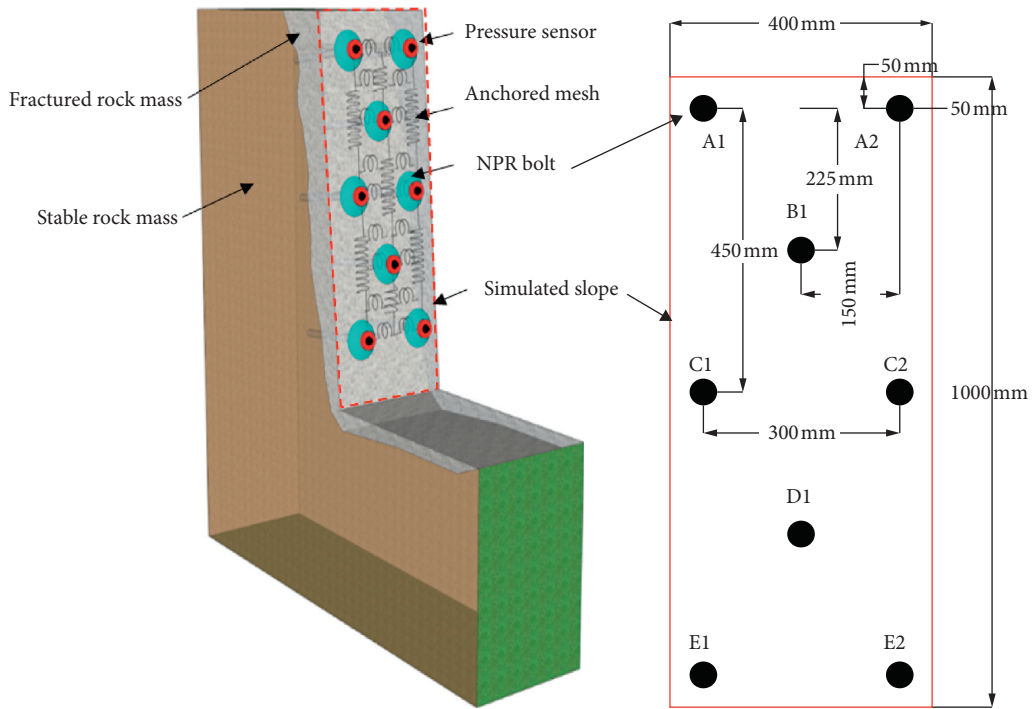 Pressure sensor
Fractured rock mass
Anchored mesh
NPR bolt
Stable rock mass
Simulated slope
400 mm
50 mm
50 mm
A1
A2
225 mm
B1
450 mm
150 mm
C1
C2
1000 mm
300 mm
D1
E1
E2